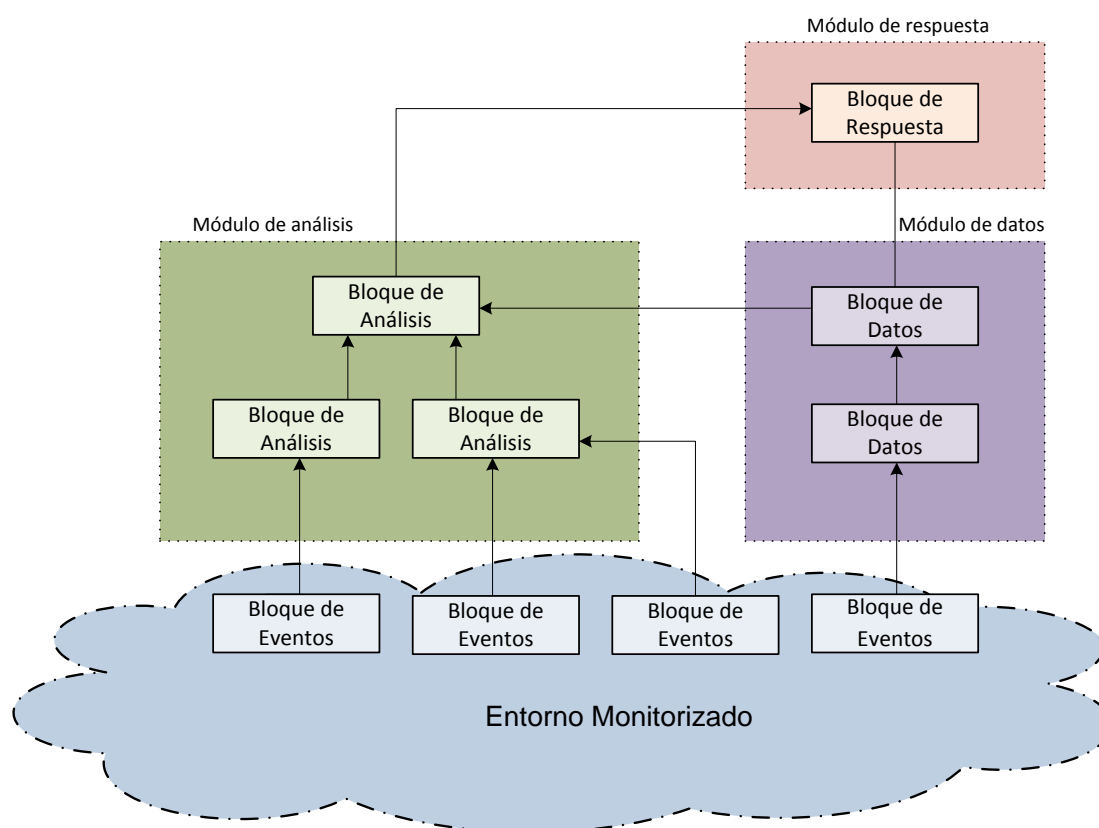 Módulo de respuesta
Bloque de
Respuesta
Módulo de análisis
Módulo de datos
Bloque de
Análisis
Bloque de
Datos
Bloque de
Análisis
Bloque de
Análisis
Bloque de
Datos
Bloque de
Eventos
Bloque de
Eventos
Bloque de
Eventos
Bloque de
Eventos
Entorno Monitorizado